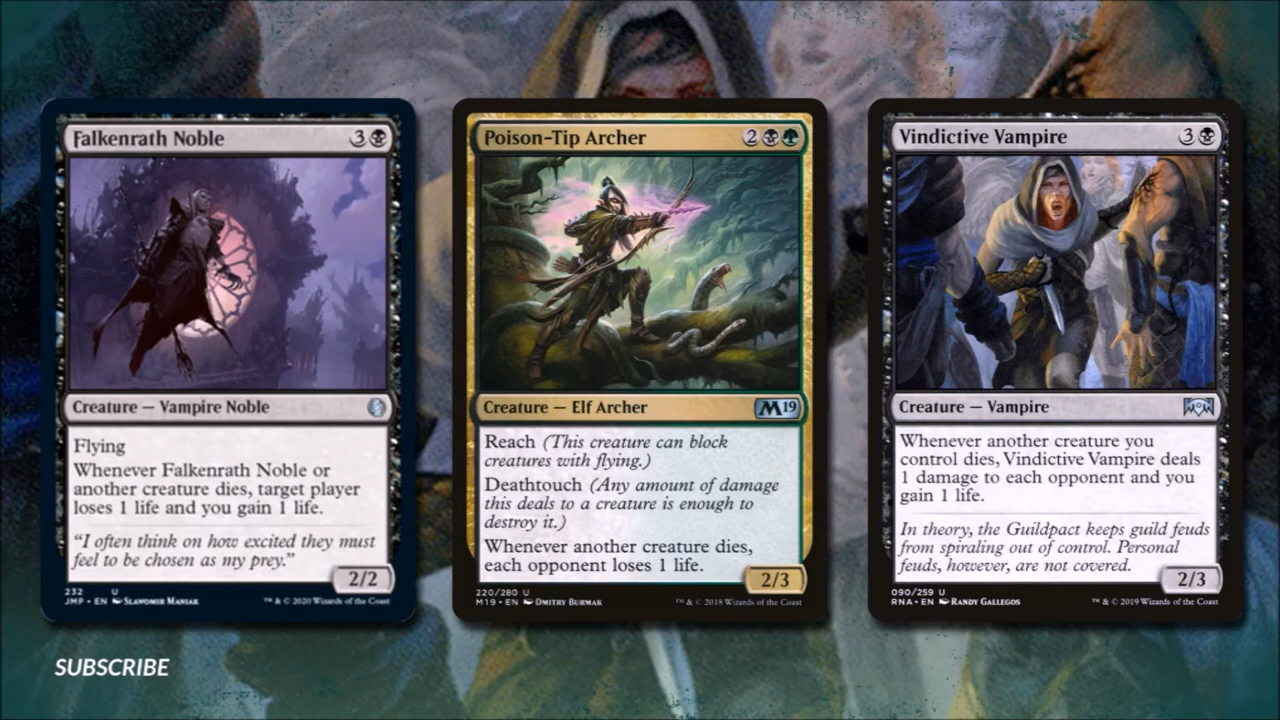 Falkenrath Noble 3
Creature — Vampire Noble
Flying
Whenever Falkenrath Noble or
another creature dies, target player
loses 1 life and you gain 1 life.
"I often think on how excited they must
feel to be chosen as my prey."
2/2
232 U
JMP • EN SLAWOMIR MANIAK ™ & © 2020 Wizards of the Coast
Poison-Tip Archer 2
Creature — Elf Archer M19
Reach (This creature can block
creatures with flying.)
Deathtouch (Any amount of damage
this deals to a creature is enough to
destroy it.)
Whenever another creature dies,
each opponent loses 1 life.
2/3
220/280 U
M19 • EN DMITRY BURMAK ™ & © 2018 Wizards of the Coast
Vindictive Vampire 3
Creature — Vampire
Whenever another creature you
control dies, Vindictive Vampire deals
1 damage to each opponent and you
gain 1 life.
In theory, the Guildpact keeps guild feuds
from spiraling out of control. Personal
feuds, however, are not covered.
2/3
090/259 U
RNA • EN RANDY GALLEGOS ™ & © 2019 Wizards of the Coast
SUBSCRIBE